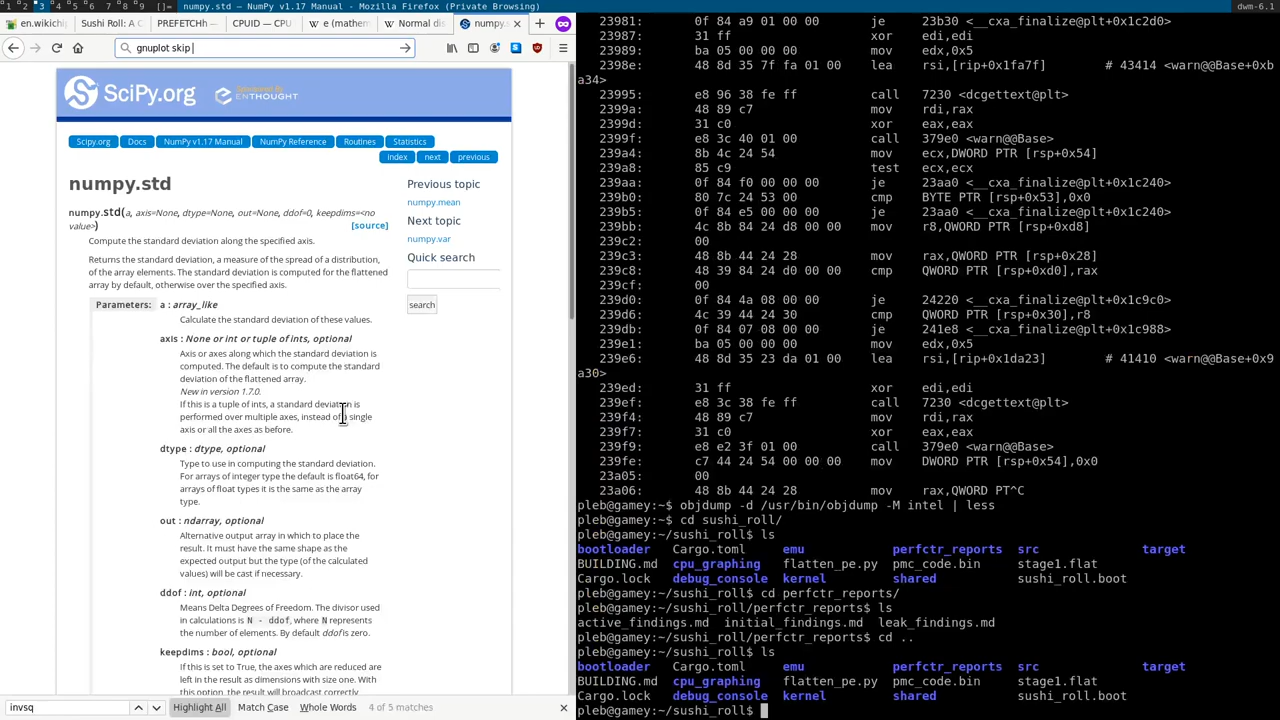 1 2 3 4 5 6 7 8 9 []= numpy.std — NumPy v1.17 Manual - Mozilla Firefox (Private Browsing) dwm-6.1
en.wikichi Sushi Roll: A C PREFETCHh — CPUID — CPU e (mathem Normal dis numpy.s
gnuplot skip
SciPy.org Sponsored By ENTHOUGHT
Scipy.org Docs NumPy v1.17 Manual NumPy Reference Routines Statistics
index next previous
numpy.std
numpy.std(a, axis=None, dtype=None, out=None, ddof=0, keepdims=<no
value>)
[source]
Compute the standard deviation along the specified axis.
Returns the standard deviation, a measure of the spread of a distribution,
of the array elements. The standard deviation is computed for the flattened
array by default, otherwise over the specified axis.
Parameters: a : array_like
Calculate the standard deviation of these values.
axis : None or int or tuple of ints, optional
Axis or axes along which the standard deviation is
computed. The default is to compute the standard
deviation of the flattened array.
New in version 1.7.0.
If this is a tuple of ints, a standard deviation is
performed over multiple axes, instead of a single
axis or all the axes as before.
dtype : dtype, optional
Type to use in computing the standard deviation.
For arrays of integer type the default is float64, for
arrays of float types it is the same as the array
type.
out : ndarray, optional
Alternative output array in which to place the
result. It must have the same shape as the
expected output but the type (of the calculated
values) will be cast if necessary.
ddof : int, optional
Means Delta Degrees of Freedom. The divisor used
in calculations is N - ddof, where N represents
the number of elements. By default ddof is zero.
keepdims : bool, optional
If this is set to True, the axes which are reduced are
left in the result as dimensions with size one. With
this option, the result will broadcast correctly
Previous topic
numpy.mean
Next topic
numpy.var
Quick search
search
invsq Highlight All Match Case Whole Words 4 of 5 matches
23981: 0f 84 a9 01 00 00 je 23b30 <__cxa_finalize@plt+0x1c2d0>
23987: 31 ff xor edi,edi
23989: ba 05 00 00 00 mov edx,0x5
2398e: 48 8d 35 7f fa 01 00 lea rsi,[rip+0x1fa7f] # 43414 <warn@@Base+0xb
a34>
23995: e8 96 38 fe ff call 7230 <dcgettext@plt>
2399a: 48 89 c7 mov rdi,rax
2399d: 31 c0 xor eax,eax
2399f: e8 3c 40 01 00 call 379e0 <warn@@Base>
239a4: 8b 4c 24 54 mov ecx,DWORD PTR [rsp+0x54]
239a8: 85 c9 test ecx,ecx
239aa: 0f 84 f0 00 00 00 je 23aa0 <__cxa_finalize@plt+0x1c240>
239b0: 80 7c 24 53 00 cmp BYTE PTR [rsp+0x53],0x0
239b5: 0f 84 e5 00 00 00 je 23aa0 <__cxa_finalize@plt+0x1c240>
239bb: 4c 8b 84 24 d8 00 00 mov r8,QWORD PTR [rsp+0xd8]
239c2: 00
239c3: 48 8b 44 24 28 mov rax,QWORD PTR [rsp+0x28]
239c8: 48 39 84 24 d0 00 00 cmp QWORD PTR [rsp+0xd0],rax
239cf: 00
239d0: 0f 84 4a 08 00 00 je 24220 <__cxa_finalize@plt+0x1c9c0>
239d6: 4c 39 44 24 30 cmp QWORD PTR [rsp+0x30],r8
239db: 0f 84 07 08 00 00 je 241e8 <__cxa_finalize@plt+0x1c988>
239e1: ba 05 00 00 00 mov edx,0x5
239e6: 48 8d 35 23 da 01 00 lea rsi,[rip+0x1da23] # 41410 <warn@@Base+0x9
a30>
239ed: 31 ff xor edi,edi
239ef: e8 3c 38 fe ff call 7230 <dcgettext@plt>
239f4: 48 89 c7 mov rdi,rax
239f7: 31 c0 xor eax,eax
239f9: e8 e2 3f 01 00 call 379e0 <warn@@Base>
239fe: c7 44 24 54 00 00 00 mov DWORD PTR [rsp+0x54],0x0
23a05: 00
23a06: 48 8b 44 24 28 mov rax,QWORD PT^C
pleb@gamey:~$ objdump -d /usr/bin/objdump -M intel | less
pleb@gamey:~$ cd sushi_roll/
pleb@gamey:~/sushi_roll$ ls
bootloader Cargo.toml emu perfctr_reports src target
BUILDING.md cpu_graphing flatten_pe.py pmc_code.bin stage1.flat
Cargo.lock debug_console kernel shared sushi_roll.boot
pleb@gamey:~/sushi_roll$ cd perfctr_reports/
pleb@gamey:~/sushi_roll/perfctr_reports$ ls
active_findings.md initial_findings.md leak_findings.md
pleb@gamey:~/sushi_roll/perfctr_reports$ cd ..
pleb@gamey:~/sushi_roll$ ls
bootloader Cargo.toml emu perfctr_reports src target
BUILDING.md cpu_graphing flatten_pe.py pmc_code.bin stage1.flat
Cargo.lock debug_console kernel shared sushi_roll.boot
pleb@gamey:~/sushi_roll$